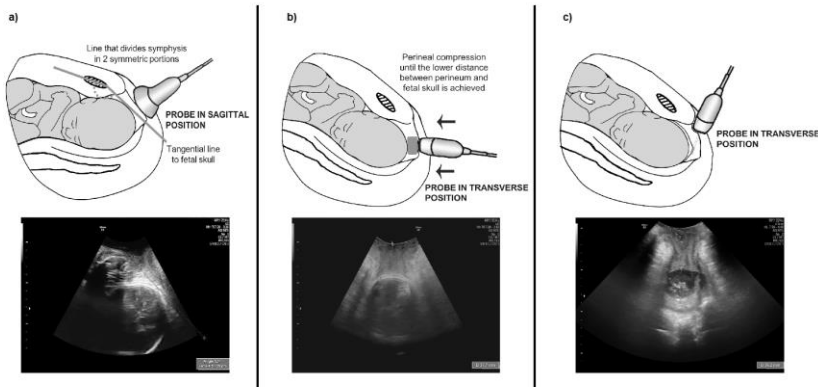 a)
Line that divides symphysis
in 2 symmetric portions
PROBE IN SAGITTAL
POSITION
Tangential line
to fetal skull
b)
Perineal compression
until the lower distance
between perineum and
fetal skull is achieved
PROBE IN TRANSVERSE
POSITION
c)
PROBE IN TRANSVERSE
POSITION